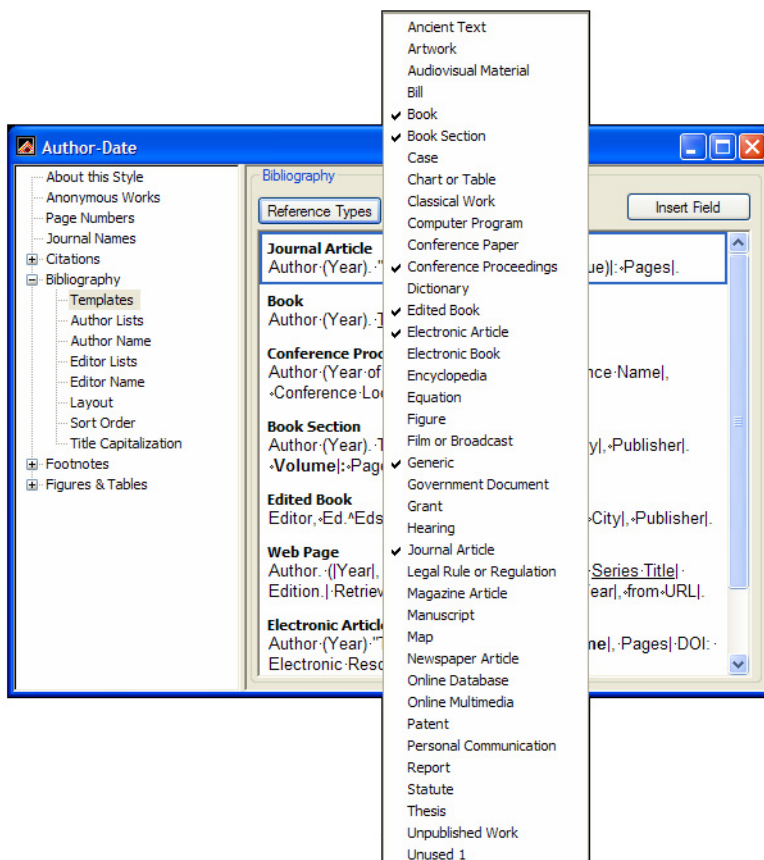 Ancient Text
Artwork
Audiovisual Material
Bill
Book
Book Section
Case
Chart or Table
Classical Work
Computer Program
Conference Paper
Conference Proceedings
Dictionary
Edited Book
Electronic Article
Electronic Book
Encyclopedia
Equation
Figure
Film or Broadcast
Generic
Government Document
Grant
Hearing
Journal Article
Legal Rule or Regulation
Magazine Article
Manuscript
Map
Newspaper Article
Online Database
Online Multimedia
Patent
Personal Communication
Report
Statute
Thesis
Unpublished Work
Unused 1
Author-Date
About this Style
Anonymous Works
Page Numbers
Journal Names
Citations
Bibliography
Templates
Author Lists
Author Name
Editor Lists
Editor Name
Layout
Sort Order
Title Capitalization
Footnotes
Figures & Tables
Bibliography
Reference Types
Insert Field
Journal Article
Author·(Year).·" ue)|:·Pages|.
Book
Author·(Year).·
Conference Proc
Author·(Year·of nce·Name|,
·Conference·Lo
Book Section
Author·(Year).·T y|,·Publisher|.
·Volume|:·Page
Edited Book
Editor,·Ed.^Eds ·City|,·Publisher|.
Web Page
Author.·(|Year|, ·Series·Title|·
Edition.|·Retriev ear|,·from·URL|.
Electronic Article
Author·(Year)·"T me|,·Pages|·DOI:·
Electronic·Reso